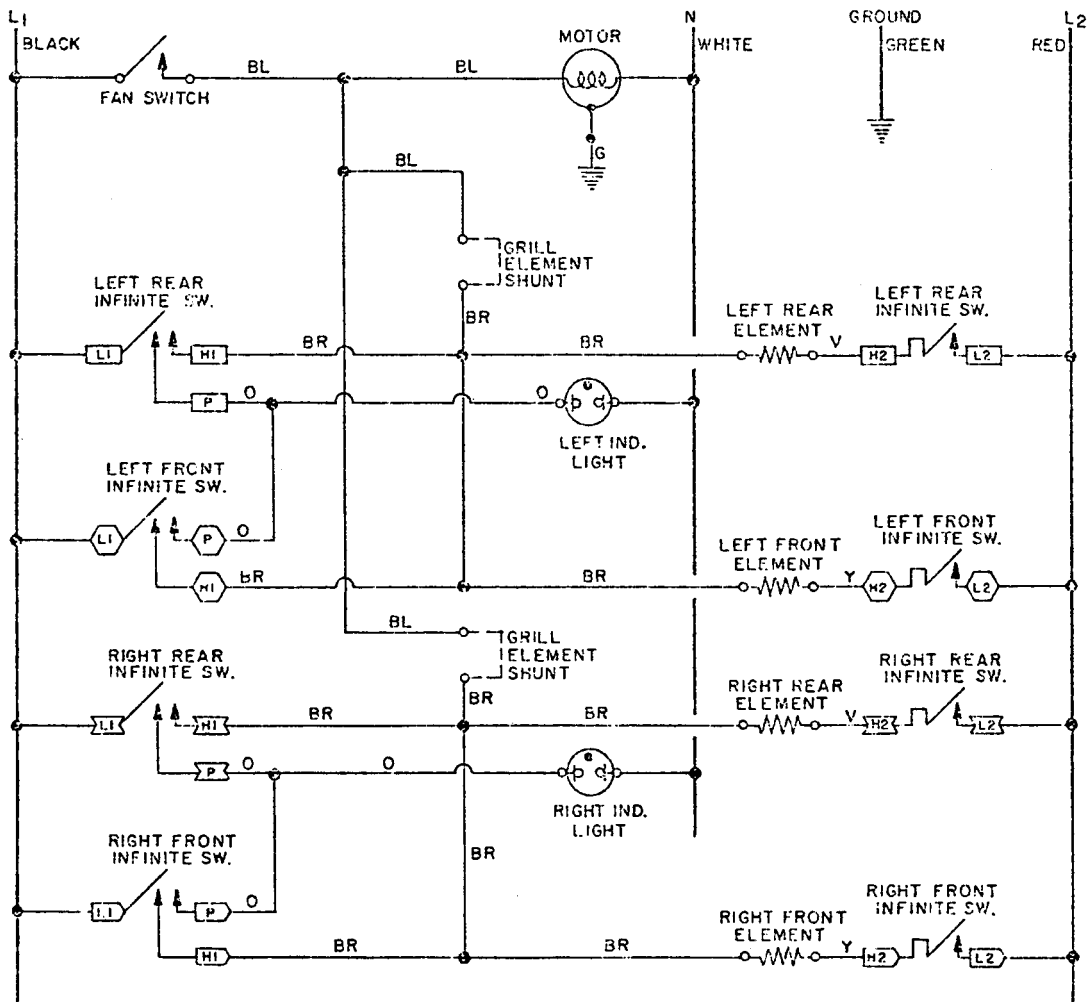 L1
N
GROUND
L2
BLACK
MOTOR
WHITE
GREEN
RED
BL
BL
FAN SWITCH
G
BL
GRILL
ELEMENT
SHUNT
LEFT REAR
INFINITE SW.
LEFT REAR
ELEMENT
LEFT REAR
INFINITE SW.
BR
L1
H1
BR
BR
V
H2
L2
P
O
O
LEFT IND.
LIGHT
LEFT FRONT
INFINITE SW.
L1
P
O
LEFT FRONT
ELEMENT
LEFT FRONT
INFINITE SW.
H1
BR
BR
Y
H2
L2
BL
GRILL
ELEMENT
SHUNT
RIGHT REAR
INFINITE SW.
RIGHT REAR
ELEMENT
RIGHT REAR
INFINITE SW.
BR
L1
H1
BR
BR
V
H2
L2
P
O
O
RIGHT IND.
LIGHT
RIGHT FRONT
INFINITE SW.
BR
L1
P
O
RIGHT FRONT
ELEMENT
RIGHT FRONT
INFINITE SW.
H1
BR
BR
Y
H2
L2